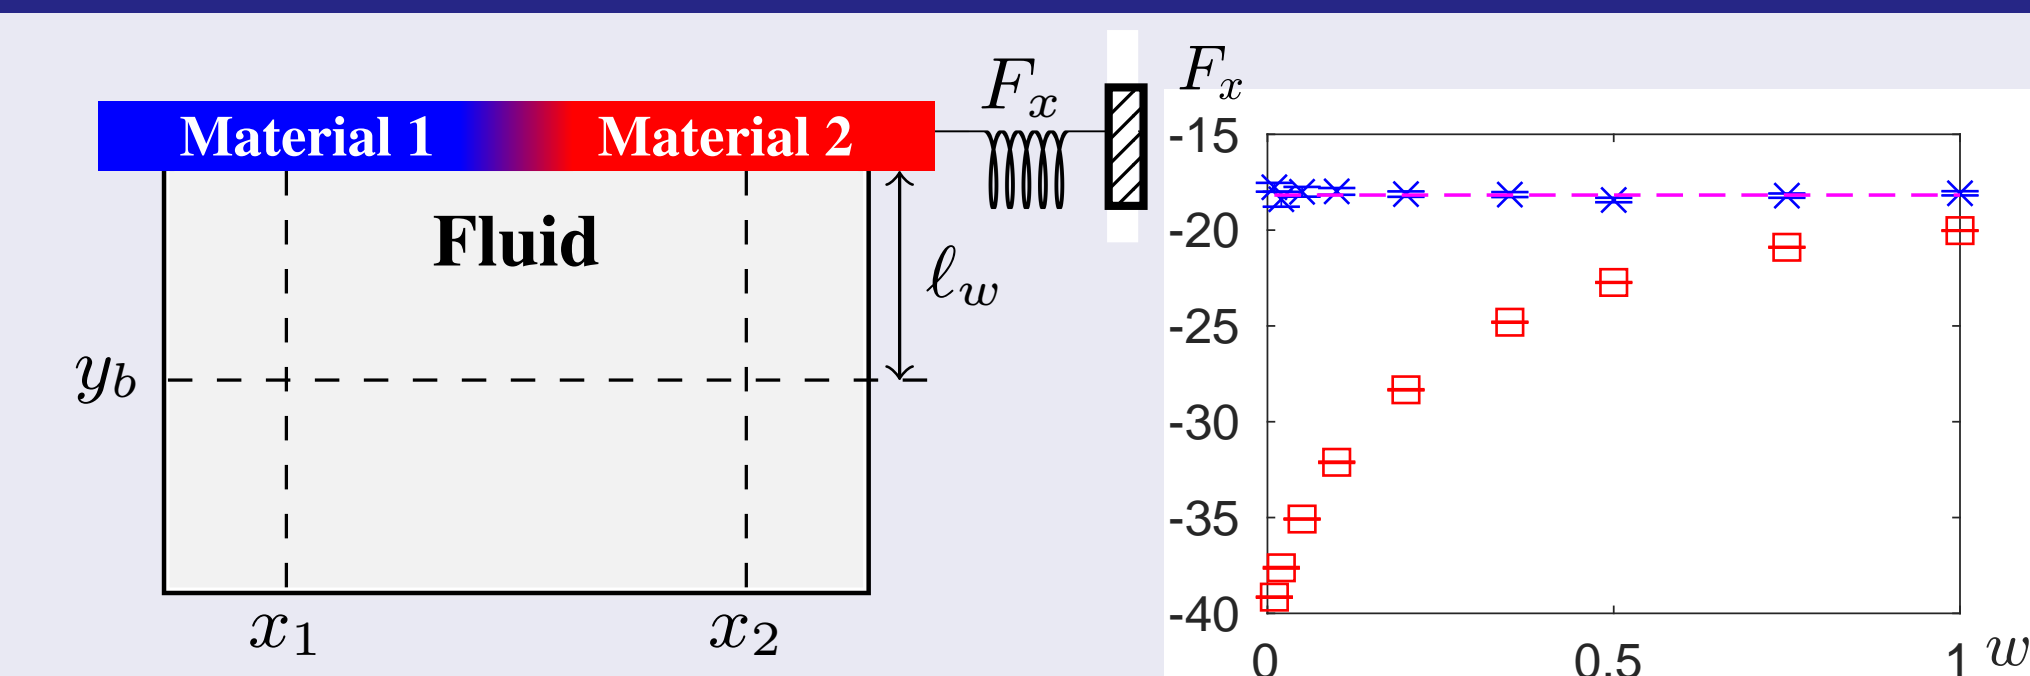 Material 1 Material 2
F_x
Fluid
ℓ_w
y_b
x_1 x_2
F_x
-15
-20
-25
-30
-35
-40
0 0.5 1 w